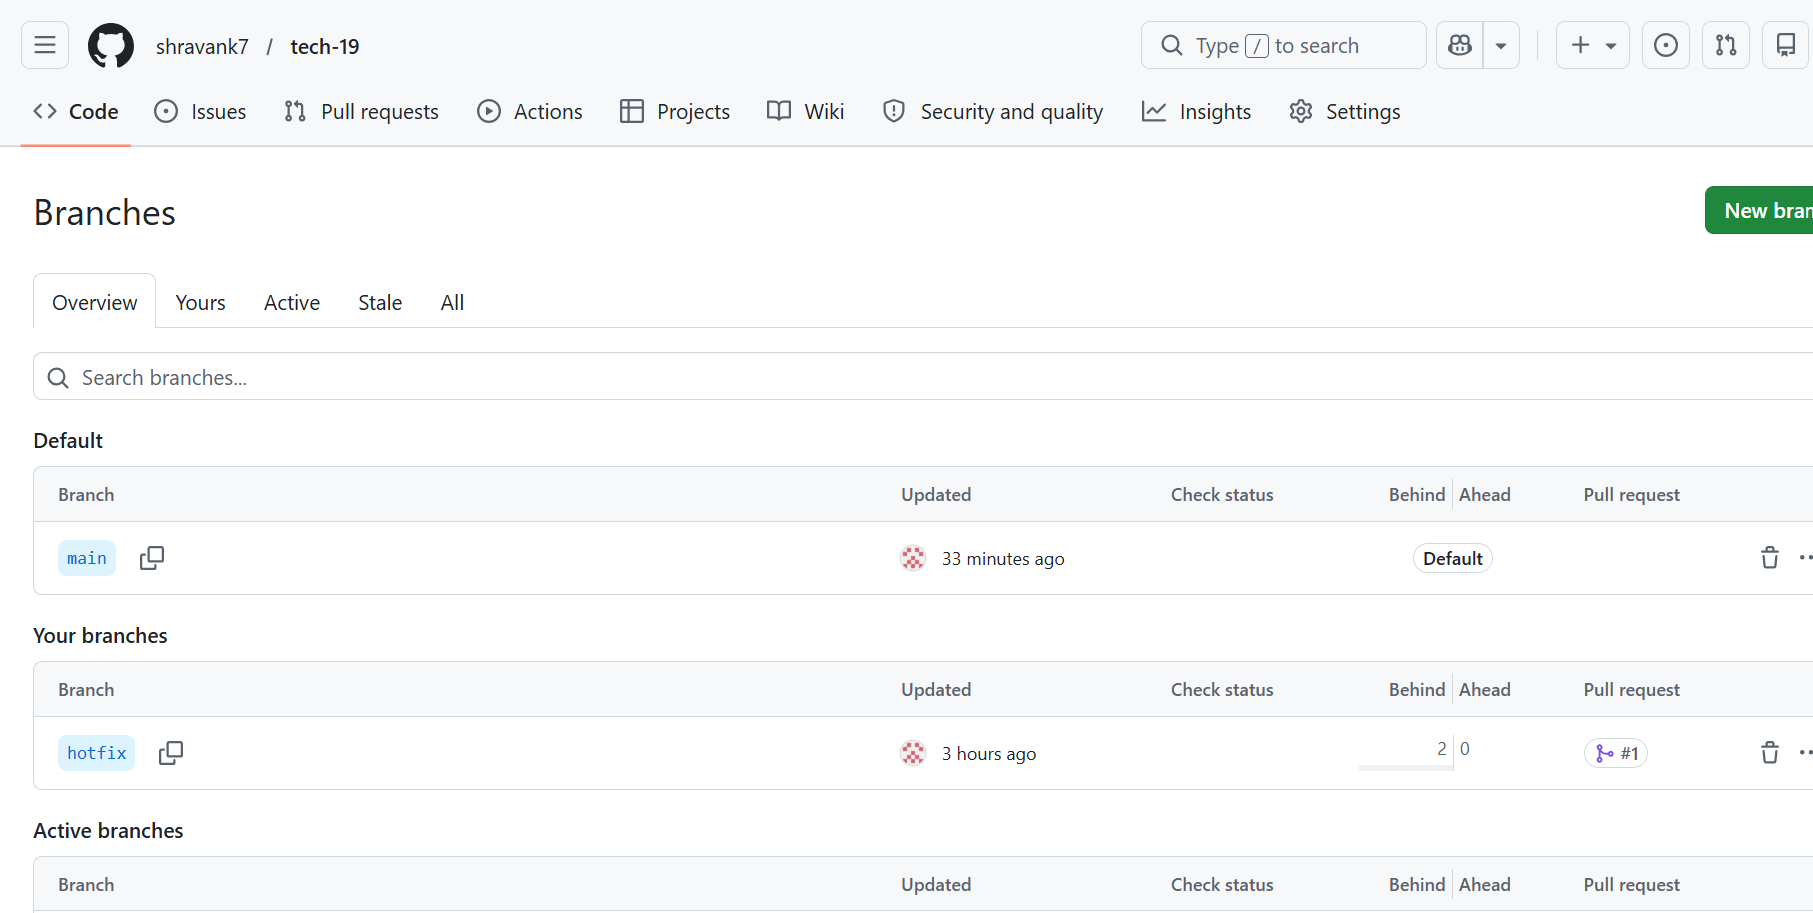 shravank7 / tech-19
Type / to search
Code Issues Pull requests Actions Projects Wiki Security and quality Insights Settings
Branches
New bran
Overview Yours Active Stale All
Search branches...
Default
Branch Updated Check status Behind Ahead Pull request
main 33 minutes ago Default
Your branches
Branch Updated Check status Behind Ahead Pull request
hotfix 3 hours ago 2 0 #1
Active branches
Branch Updated Check status Behind Ahead Pull request